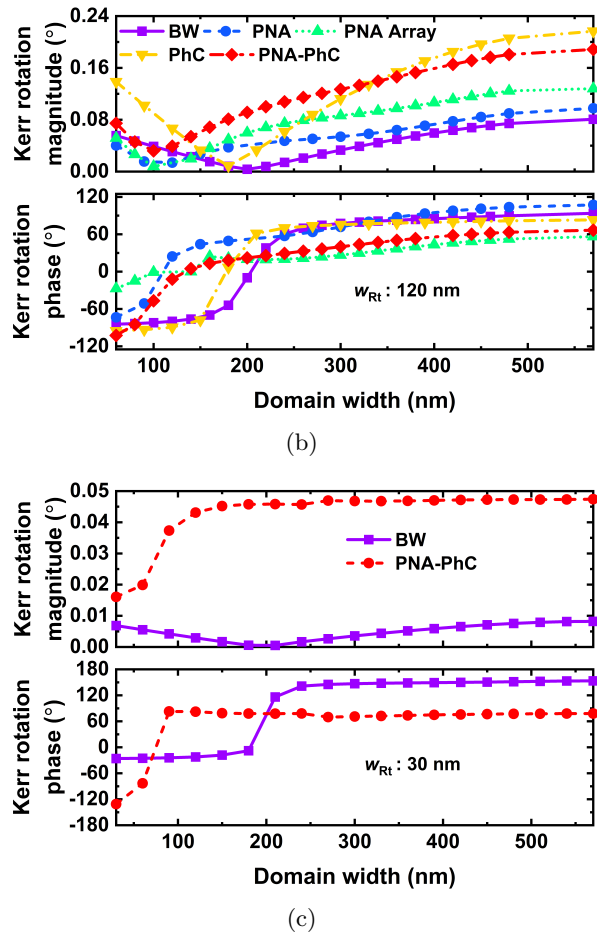 BW PNA PNA Array
PhC PNA-PhC
0.24
0.16
0.08
0.00
Kerr rotation
magnitude (°)
120
60
0
-60
-120
Kerr rotation
phase (°)
wRt : 120 nm
100 200 300 400 500
Domain width (nm)
(b)
0.05
0.04
0.03
0.02
0.01
0.00
Kerr rotation
magnitude (°)
BW
PNA-PhC
180
120
60
0
-60
-120
-180
Kerr rotation
phase (°)
wRt : 30 nm
100 200 300 400 500
Domain width (nm)
(c)